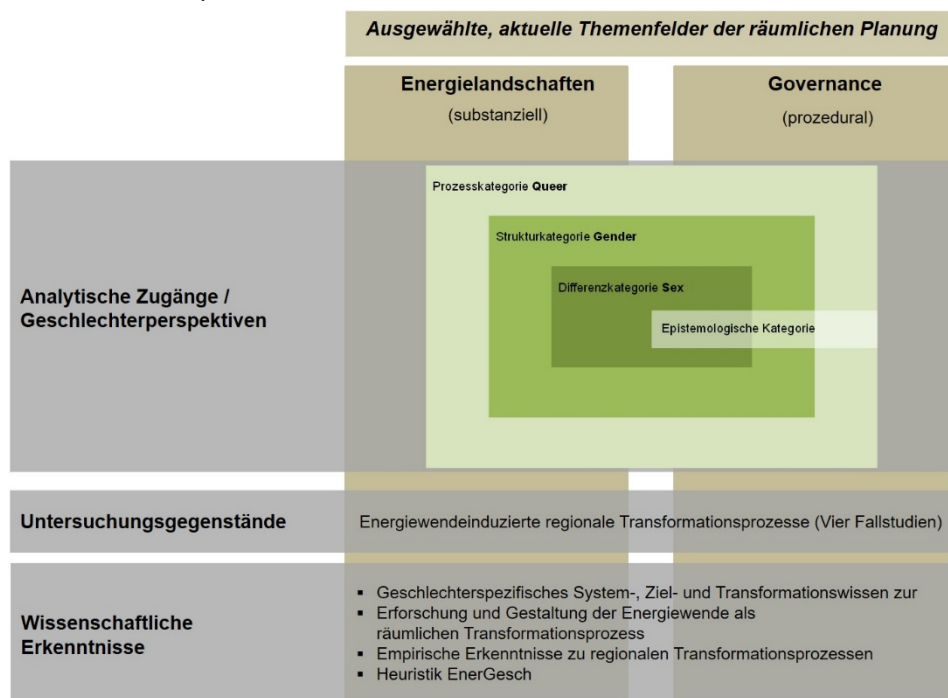 Ausgewählte, aktuelle Themenfelder der räumlichen Planung
Energielandschaften
(substanziell)
Governance
(prozedural)
Analytische Zugänge /
Geschlechterperspektiven
Prozesskategorie Queer
Strukturkategorie Gender
Differenzkategorie Sex
Epistemologische Kategorie
Untersuchungsgegenstände
Energiewendeinduzierte regionale Transformationsprozesse (Vier Fallstudien)
Wissenschaftliche
Erkenntnisse
▪ Geschlechterspezifisches System-, Ziel- und Transformationswissen zur
▪ Erforschung und Gestaltung der Energiewende als
räumlichen Transformationsprozess
▪ Empirische Erkenntnisse zu regionalen Transformationsprozessen
▪ Heuristik EnerGesch